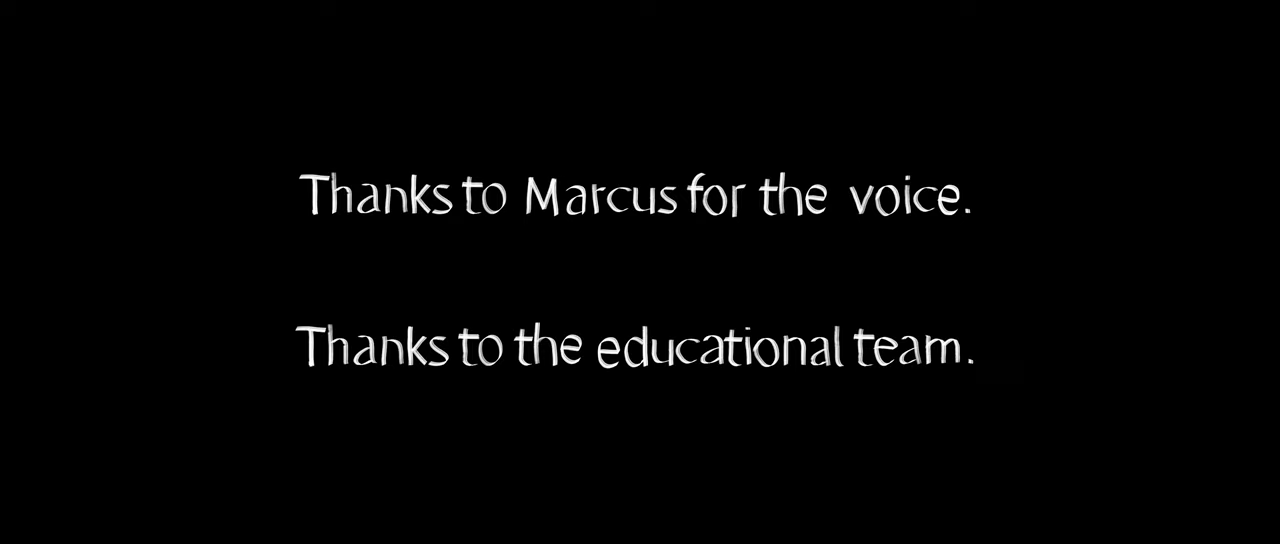 Thanks to Marcus for the voice.
Thanks to the educational team.